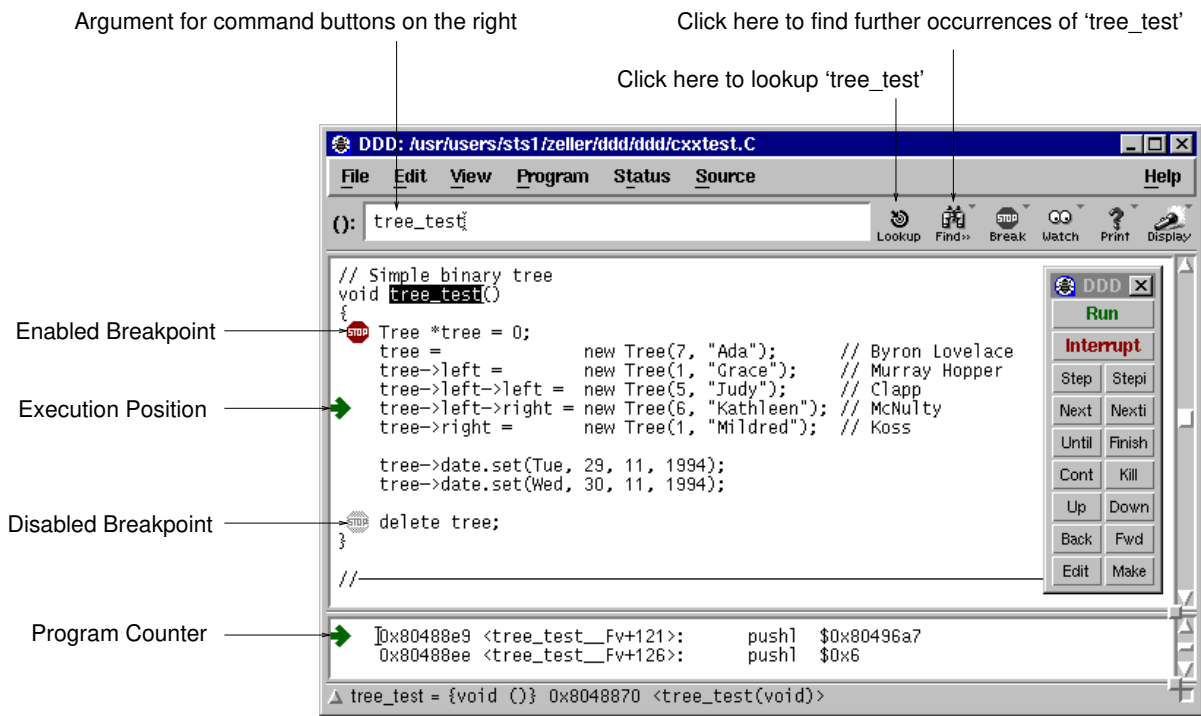 Argument for command buttons on the right
Click here to find further occurrences of ‘tree_test’
Click here to lookup ‘tree_test’
DDD: /usr/users/sts1/zeller/ddd/ddd/cxxtest.C
File Edit View Program Status Source Help
(): tree_test
Lookup Find» Break Watch Print Display
STOP
// Simple binary tree
void tree_test()
{
Enabled Breakpoint
STOP Tree *tree = 0;
tree = new Tree(7, "Ada"); // Byron Lovelace
tree->left = new Tree(1, "Grace"); // Murray Hopper
tree->left->left = new Tree(5, "Judy"); // Clapp
Execution Position
tree->left->right = new Tree(6, "Kathleen"); // McNulty
tree->right = new Tree(1, "Mildred"); // Koss
tree->date.set(Tue, 29, 11, 1994);
tree->date.set(Wed, 30, 11, 1994);
Disabled Breakpoint
STOP delete tree;
}
//
DDD
Run
Interrupt
Step Stepi
Next Nexti
Until Finish
Cont Kill
Up Down
Back Fwd
Edit Make
Program Counter
0x80488e9 <tree_test__Fv+121>: pushl $0x80496a7
0x80488ee <tree_test__Fv+126>: pushl $0x6
tree_test = {void ()} 0x8048870 <tree_test(void)>